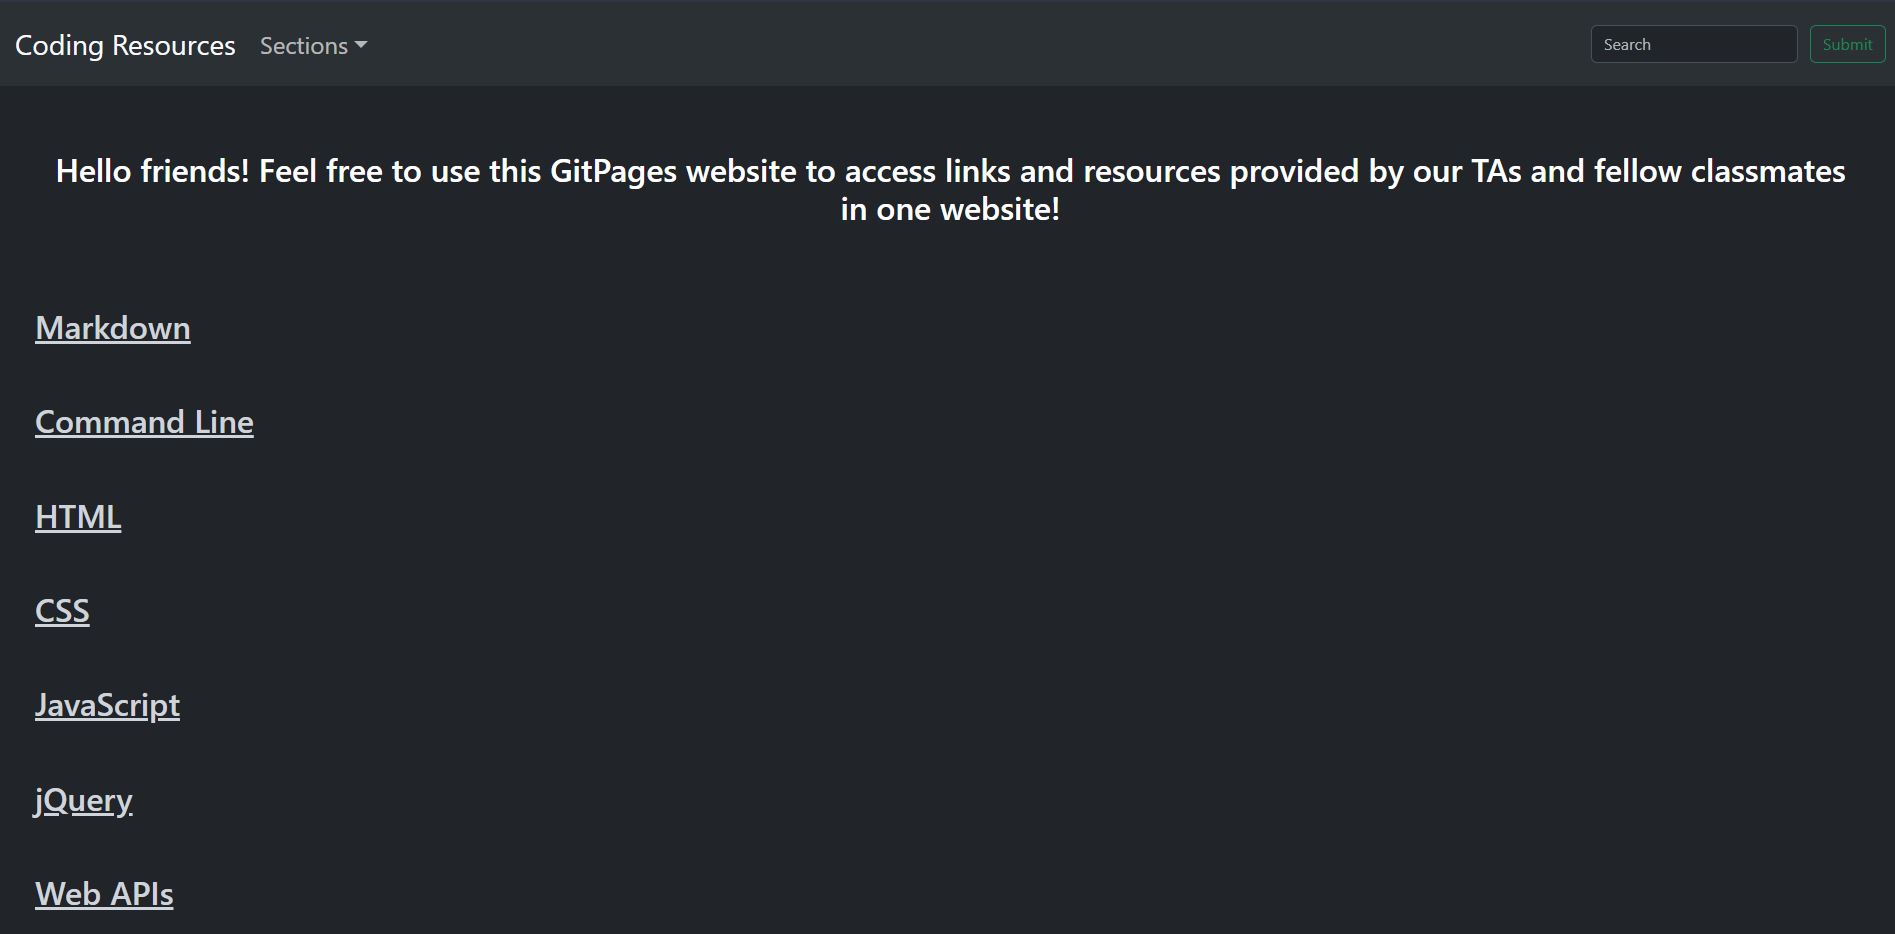 Coding Resources Sections Search Submit
Hello friends! Feel free to use this GitPages website to access links and resources provided by our TAs and fellow classmates
in one website!
Markdown
Command Line
HTML
CSS
JavaScript
jQuery
Web APIs